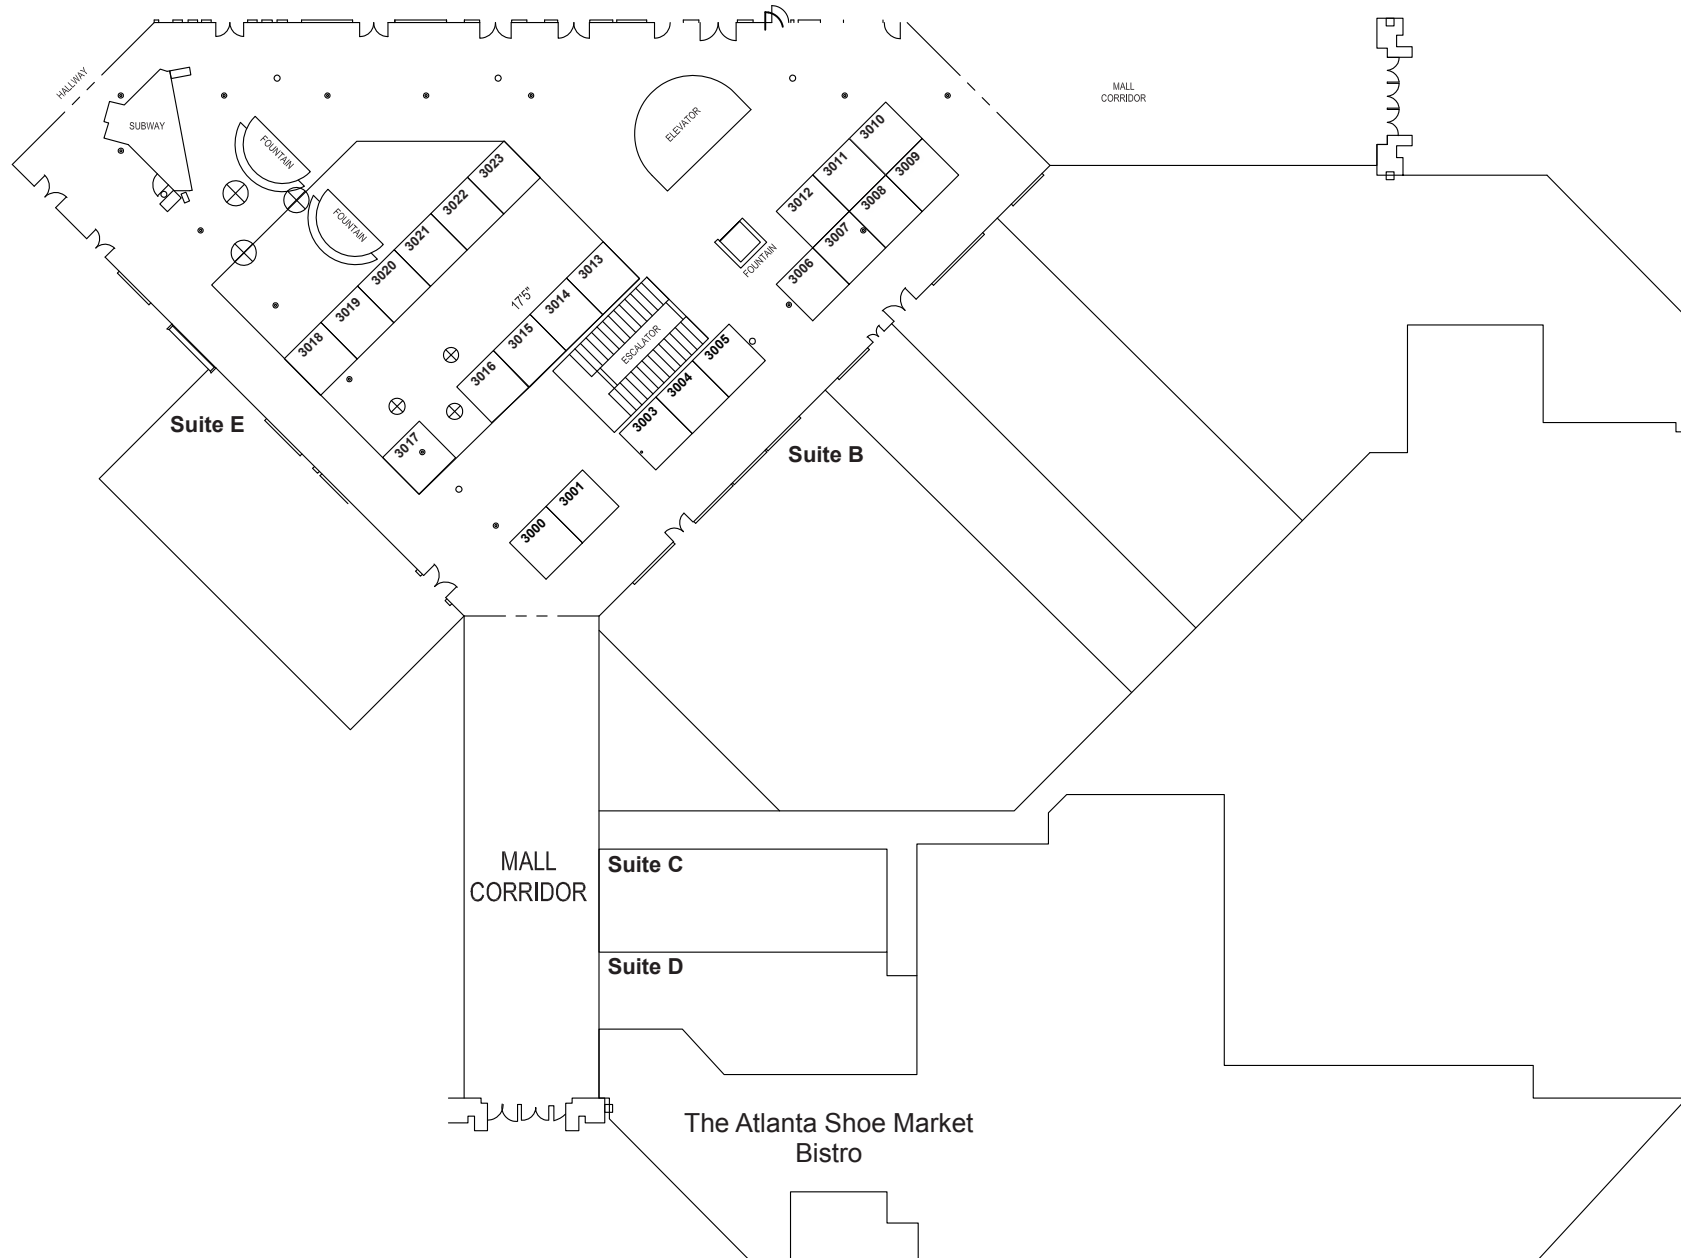 HALLWAY
SUBWAY
FOUNTAIN
FOUNTAIN
ELEVATOR
MALL
CORRIDOR
3010
3009
3011
3008
3012
3007
3006
FOUNTAIN
3023
3022
3021
3020
3019
3018
3013
3014
3015
3016
3017
17'5"
ESCALATOR
3005
3004
3003
3001
3000
Suite E
Suite B
MALL
CORRIDOR
Suite C
Suite D
The Atlanta Shoe Market
Bistro